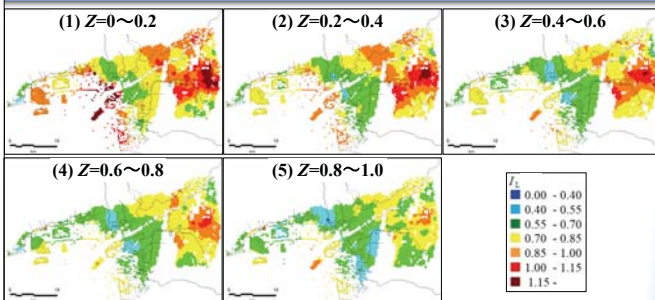 (1) Z=0～0.2
(2) Z=0.2～0.4
(3) Z=0.4～0.6
(4) Z=0.6～0.8
(5) Z=0.8～1.0
I_L
0.00 - 0.40
0.40 - 0.55
0.55 - 0.70
0.70 - 0.85
0.85 - 1.00
1.00 - 1.15
1.15 -